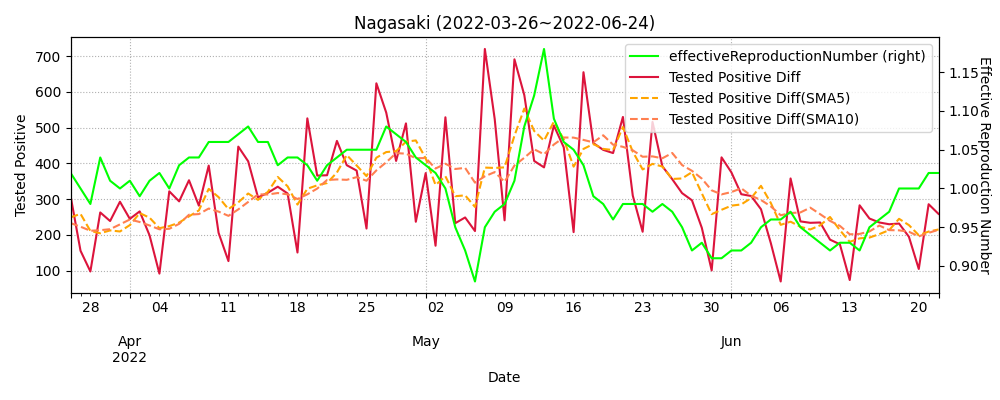 Nagasaki (2022-03-26~2022-06-24)
effectiveReproductionNumber (right)
Tested Positive Diff
Tested Positive Diff(SMA5)
Tested Positive Diff(SMA10)
Tested Positive
700
600
500
400
300
200
100
Effective Reproduction Number
1.15
1.10
1.05
1.00
0.95
0.90
28 04 11 18 25 02 09 16 23 30 06 13 20
Apr May Jun
2022
Date